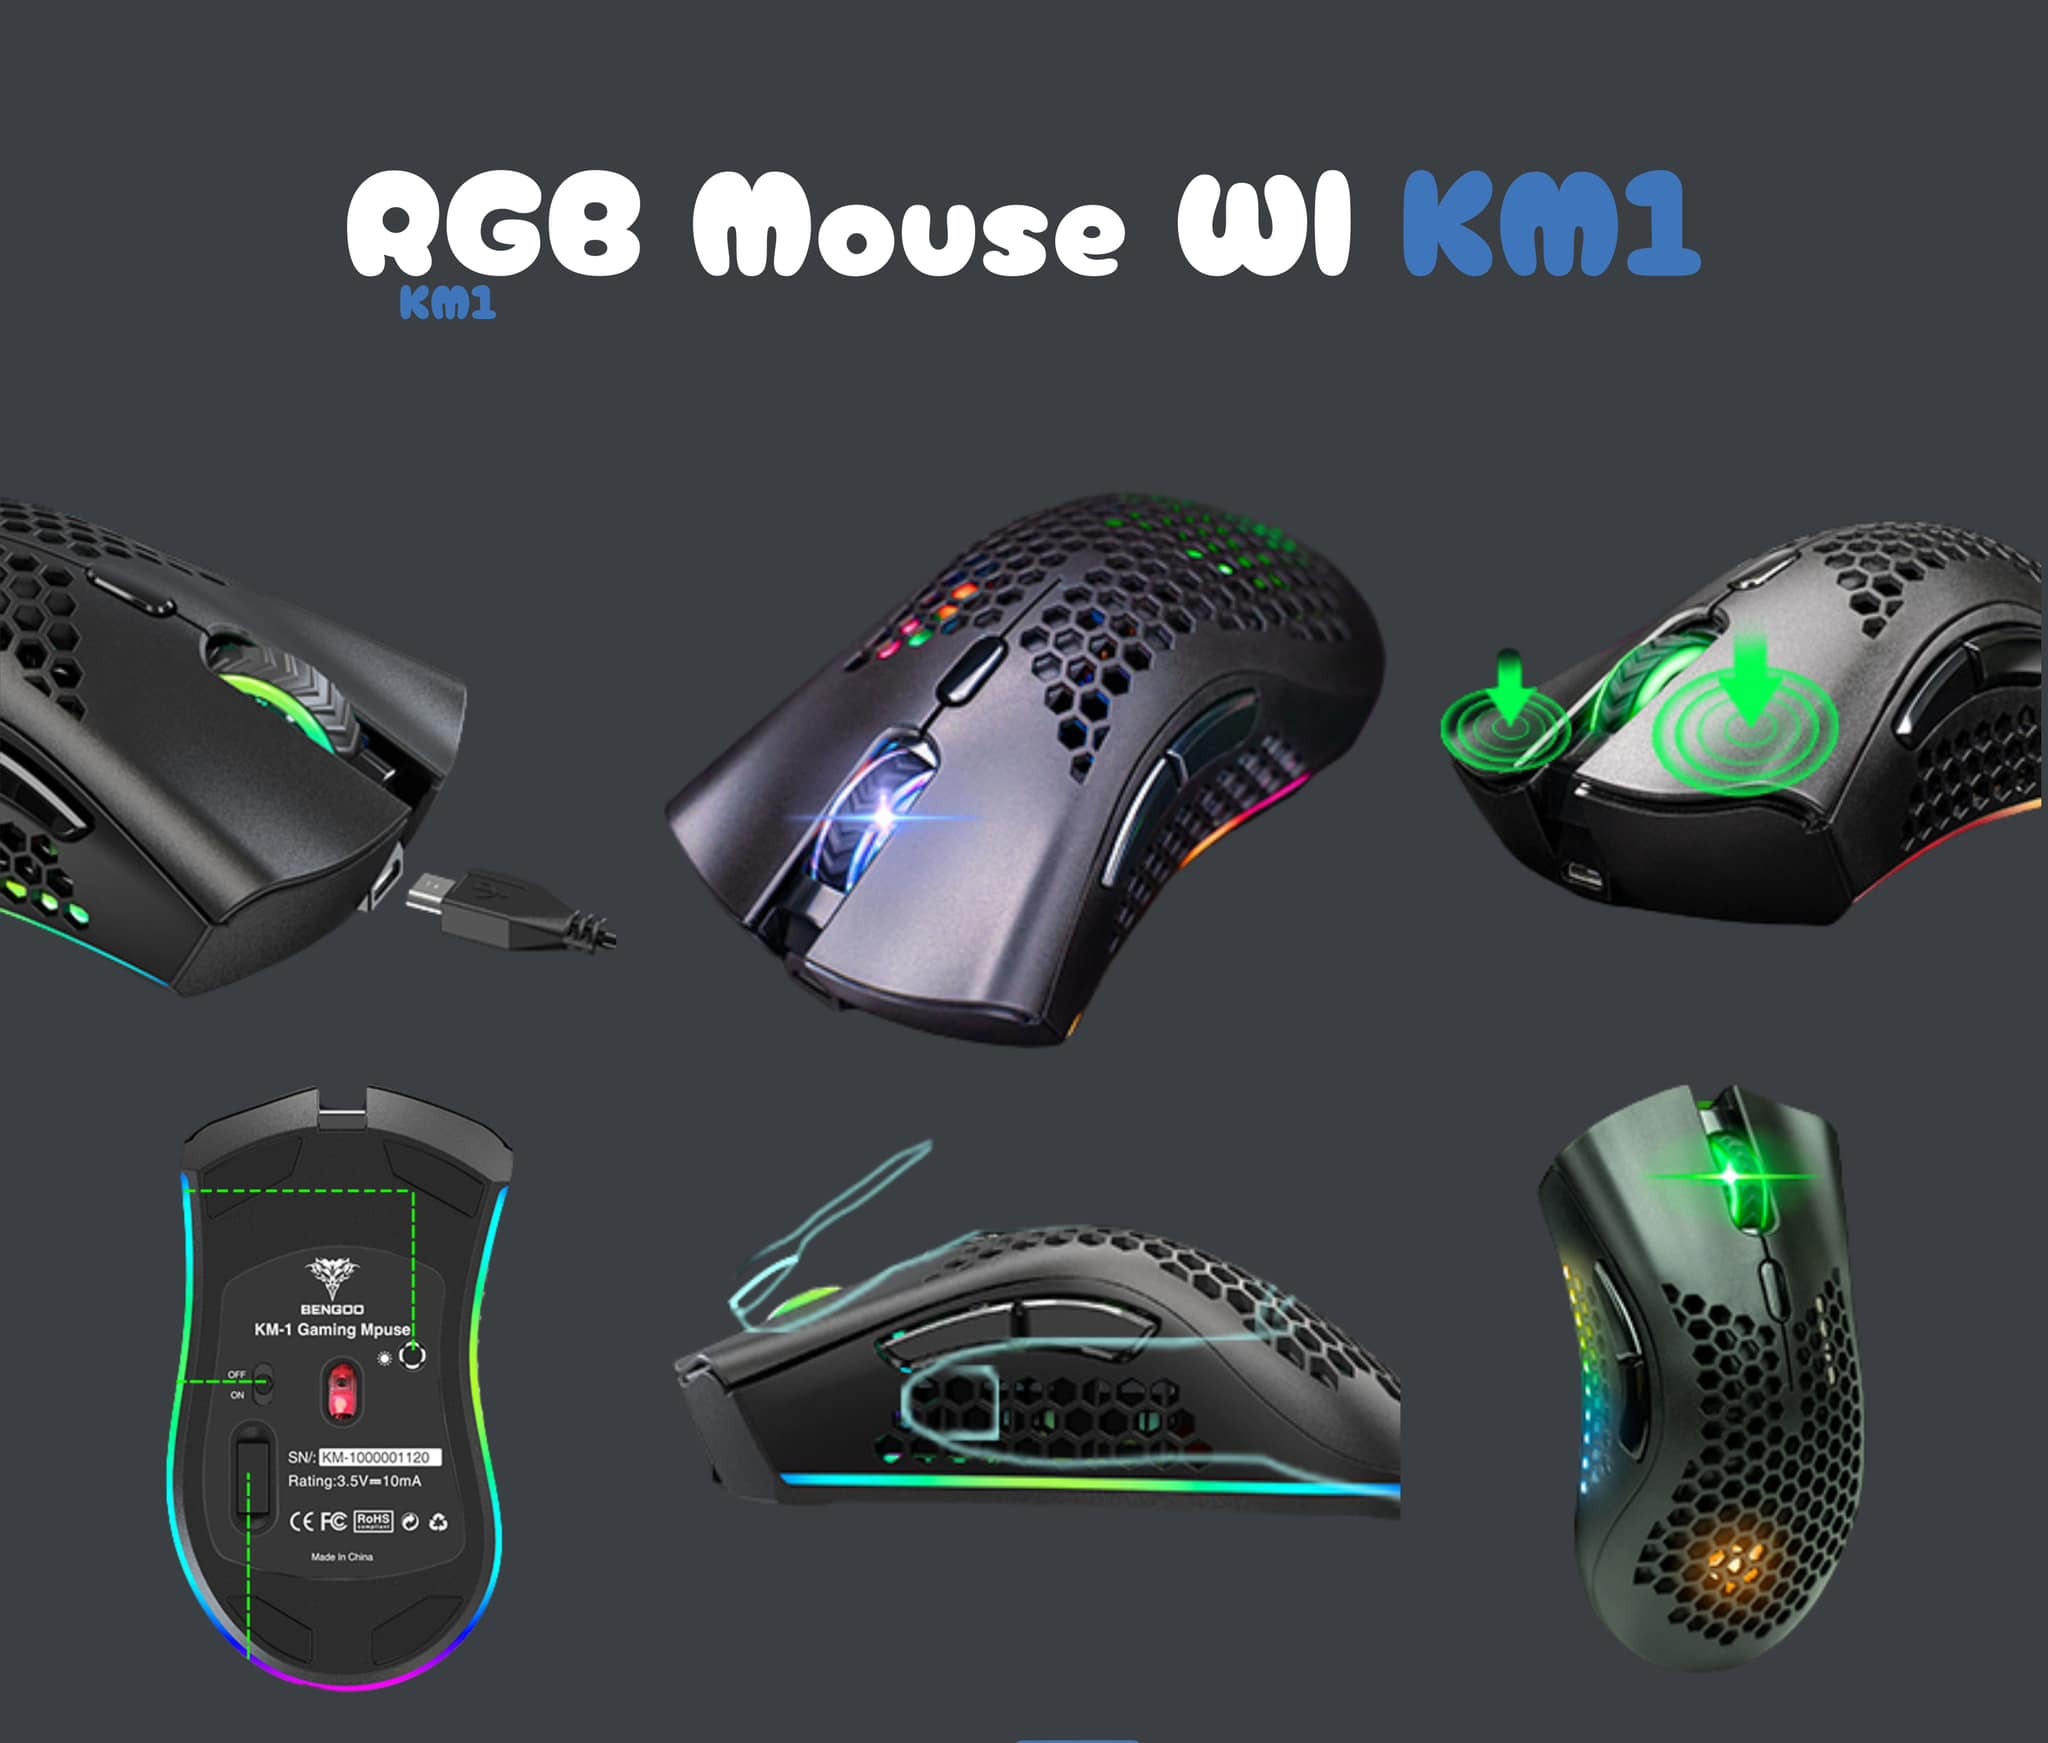 RGB Mouse WI KM1
KM1
BENGOO
KM-1 Gaming Mpuse
OFF
ON
SN/: KM-1000001120
Rating:3.5V⎓10mA
CE FC RoHS
compliant
Made In China